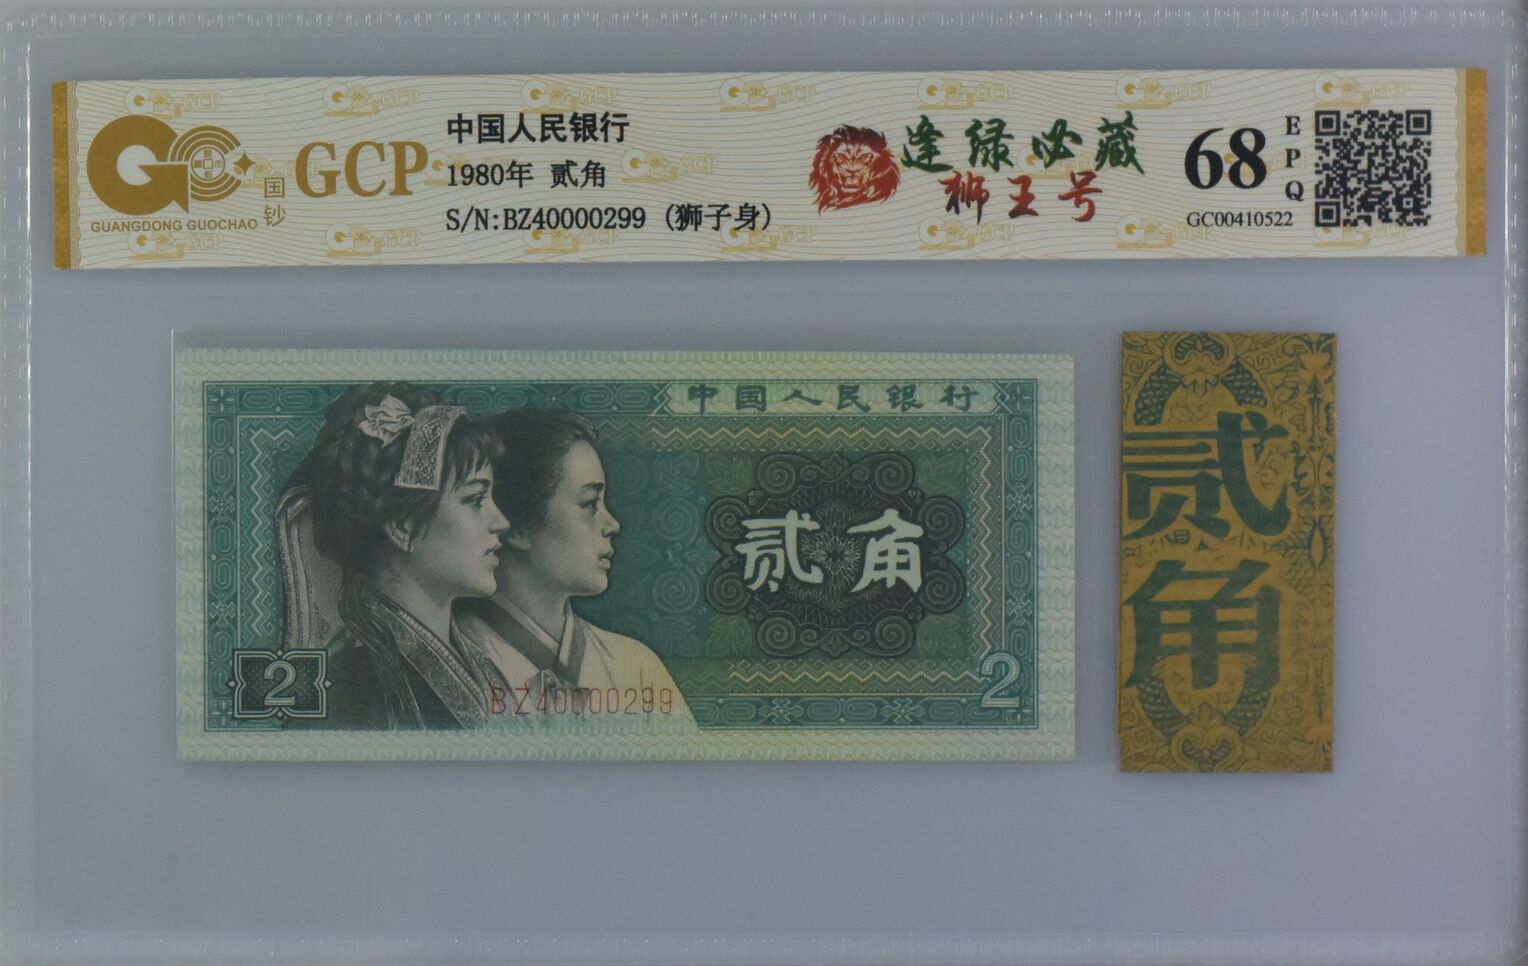 GCP
国钞
GUANGDONG GUOCHAO
中国人民银行
1980年 贰角
S/N:BZ40000299 (狮子身)
逢绿必藏
狮王号
68
EPQ
GC00410522
中国人民银行
贰角
2
BZ40000299
2
贰角